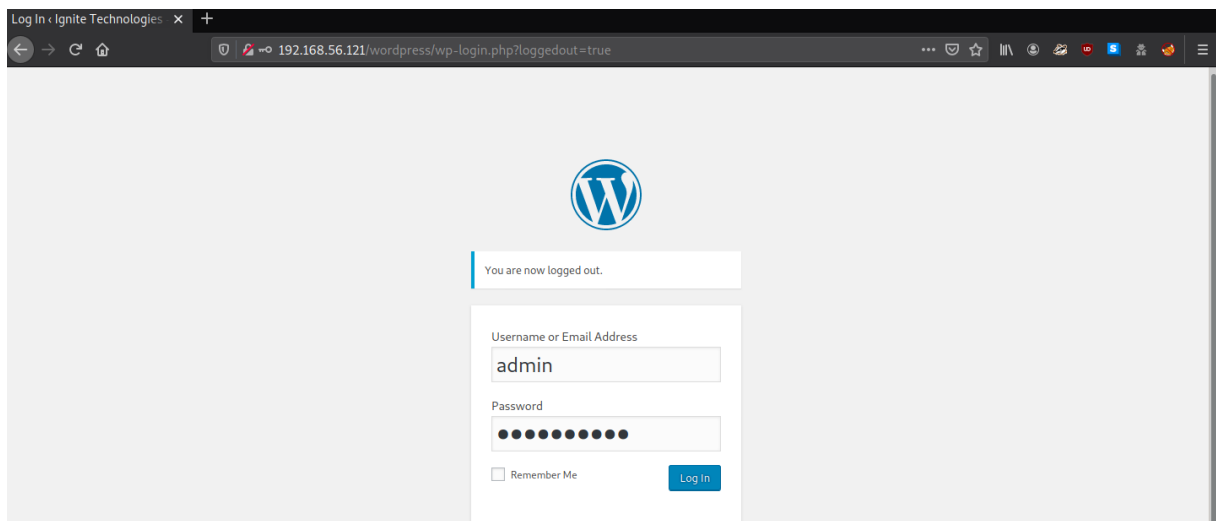 Log In ‹ Ignite Technologies
192.168.56.121/wordpress/wp-login.php?loggedout=true
You are now logged out.
Username or Email Address
admin
Password
Remember Me
Log In